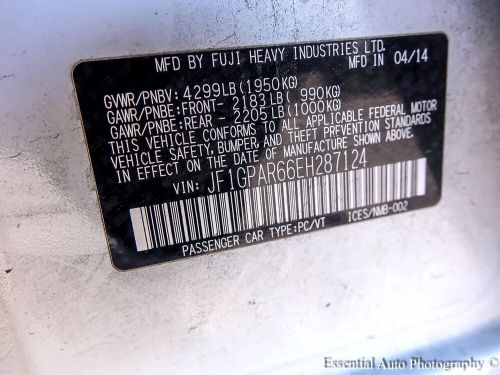 MFD BY FUJI HEAVY INDUSTRIES LTD.
MFD IN 04/14
GVWR/PNBV: 4299LB(1950KG)
GAWR/PNBE:FRONT- 2183LB( 990KG)
GAWR/PNBE:REAR - 2205LB(1000KG)
THIS VEHICLE CONFORMS TO ALL APPLICABLE FEDERAL MOTOR
VEHICLE SAFETY, BUMPER, AND THEFT PREVENTION STANDARDS
IN EFFECT ON THE DATE OF MANUFACTURE SHOWN ABOVE.
VIN: JF1GPAR66EH287124
PASSENGER CAR TYPE:PC/VT ICES/NMB-002
Essential Auto Photography ©